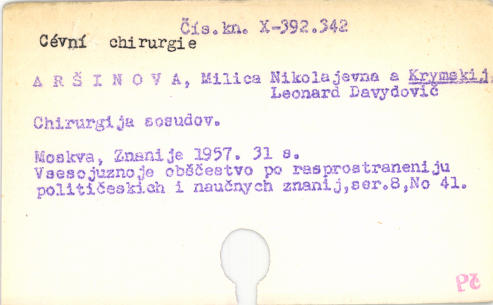 Čís.kn. X-392.342
Cévní chirurgie
A R Š I N O V A, Milica Nikolajevna a Krymskij,
Leonard Davydovič
Chirurgija sosudov.
Moskva, Znanije 1957. 31 s.
Vsesojuznoje obščestvo po rasprostraneniju
političeskich i naučnych znanij,ser.8,No 41.